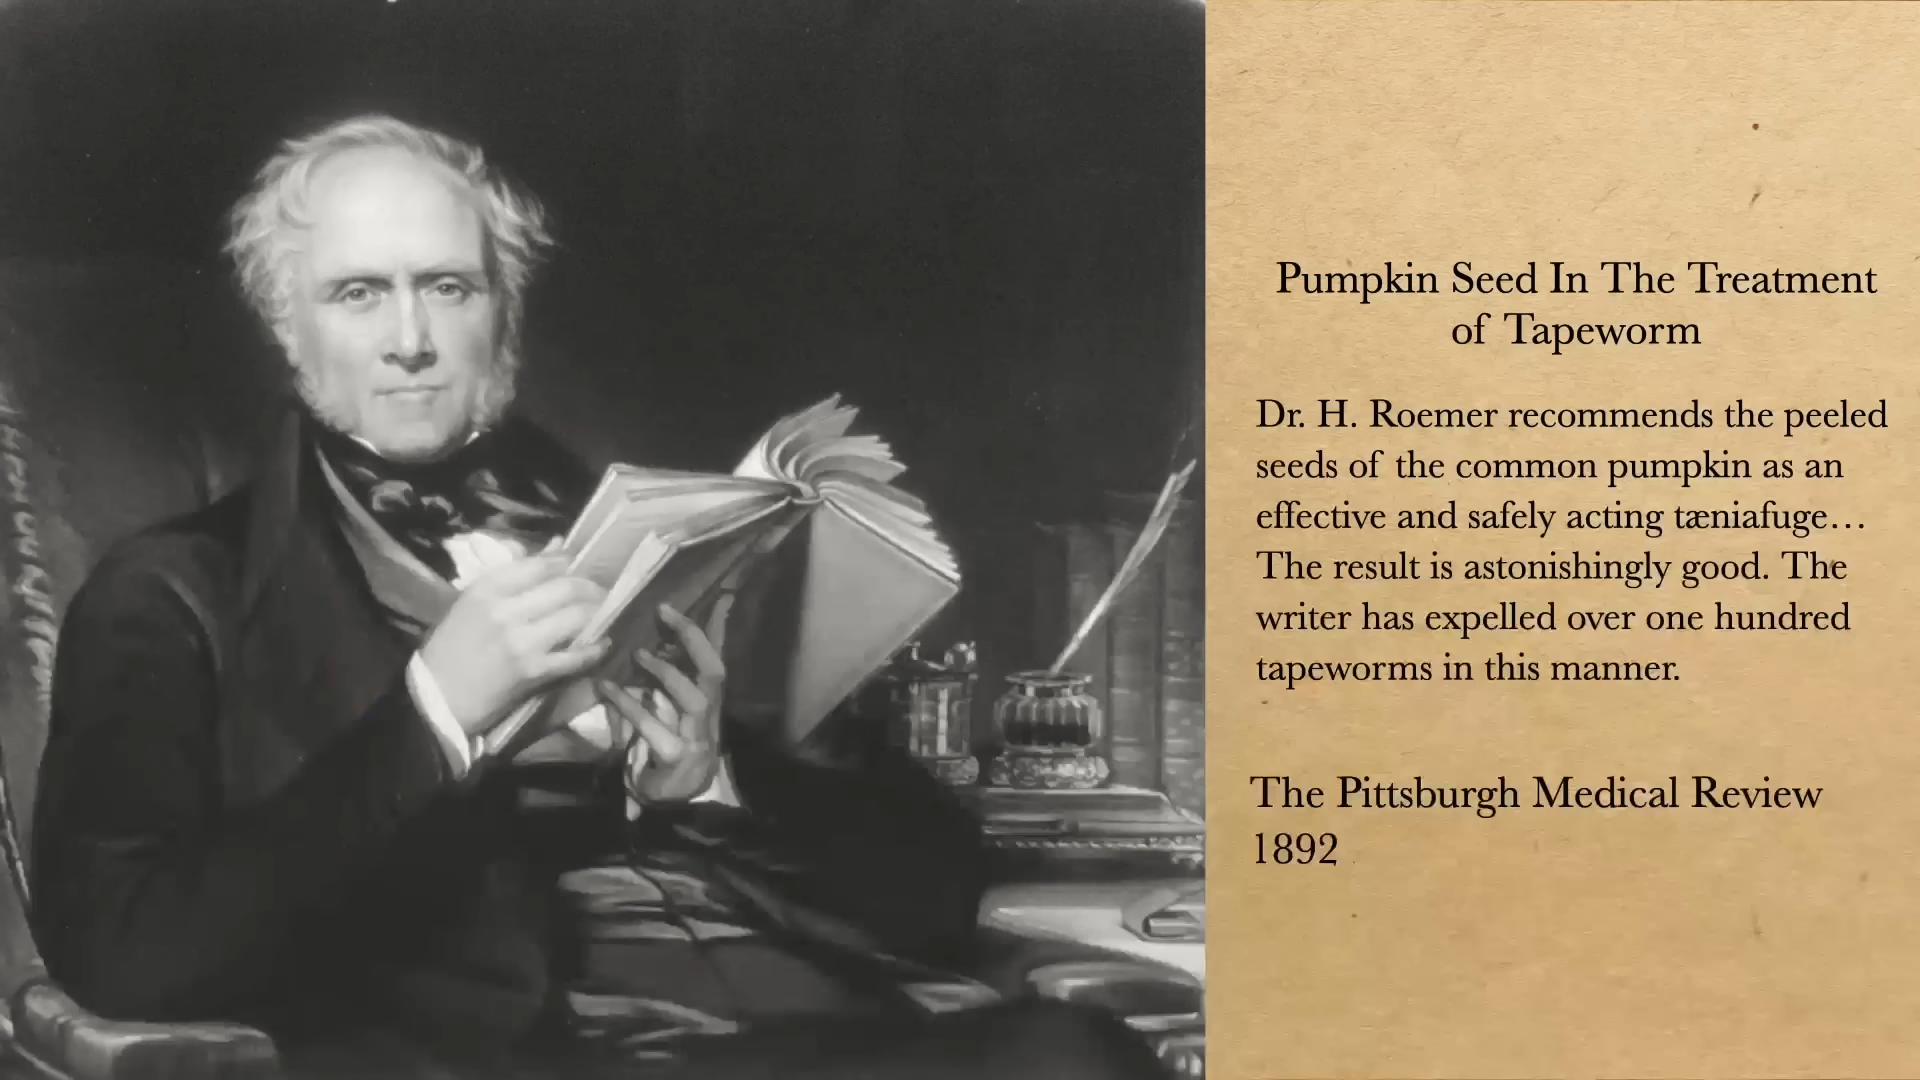 Pumpkin Seed In The Treatment
of Tapeworm
Dr. H. Roemer recommends the peeled
seeds of the common pumpkin as an
effective and safely acting tæniafuge…
The result is astonishingly good. The
writer has expelled over one hundred
tapeworms in this manner.
The Pittsburgh Medical Review
1892